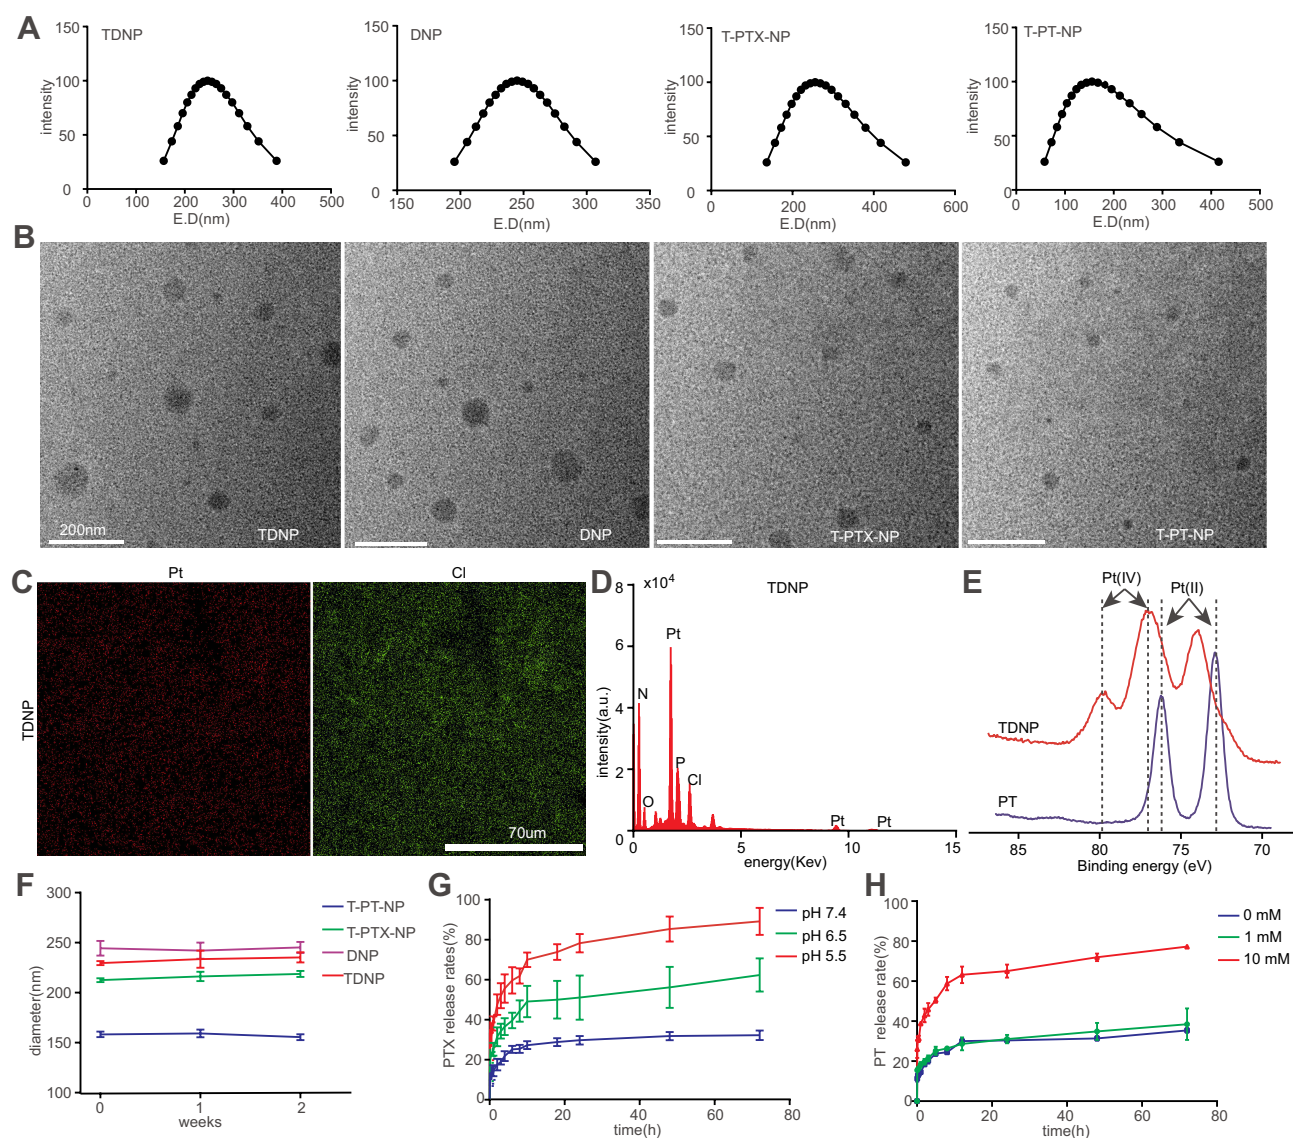 A
TDNP
150
100
50
0
intensity
0 100 200 300 400 500
E.D(nm)
DNP
150
100
50
0
intensity
150 200 250 300 350
E.D(nm)
T-PTX-NP
150
100
50
0
intensity
0 200 400 600
E.D(nm)
T-PT-NP
150
100
50
0
intensity
0 100 200 300 400 500
E.D(nm)
B
200nm
TDNP
DNP
T-PTX-NP
T-PT-NP
C
Pt
Cl
TDNP
70um
D
x10⁴
TDNP
8
6
4
2
0
intensity(a.u.)
N
O
Pt
P
Cl
Pt
Pt
0 5 10 15
energy(Kev)
E
Pt(IV)
Pt(II)
TDNP
PT
85 80 75 70
Binding energy (eV)
F
300
250
200
150
100
diameter(nm)
T-PT-NP
T-PTX-NP
DNP
TDNP
0 1 2
weeks
G
100
80
60
40
20
0
PTX release rates(%)
pH 7.4
pH 6.5
pH 5.5
0 20 40 60 80
time(h)
H
100
80
60
40
20
0
PT release rate(%)
0 mM
1 mM
10 mM
0 20 40 60 80
time(h)